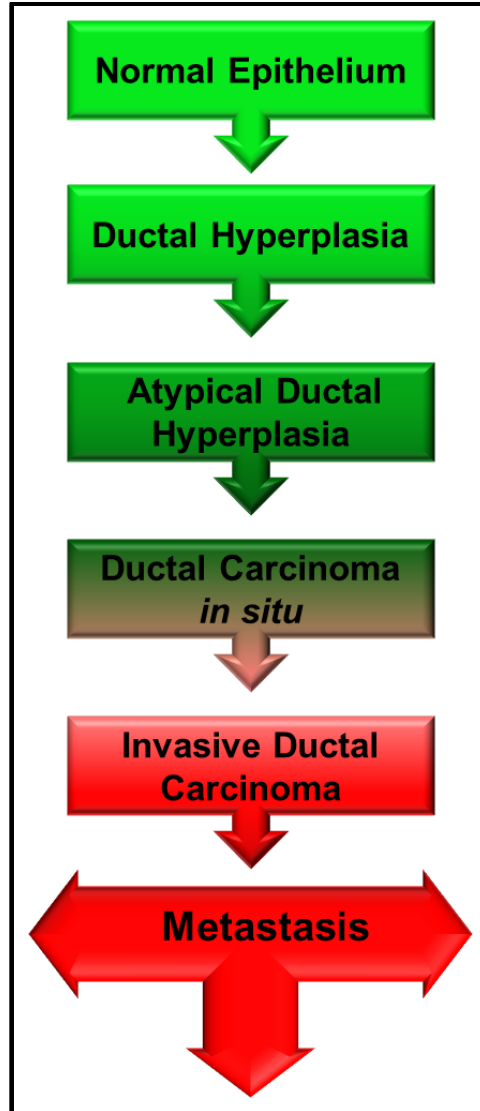 Normal Epithelium
Ductal Hyperplasia
Atypical Ductal
Hyperplasia
Ductal Carcinoma
in situ
Invasive Ductal
Carcinoma
Metastasis